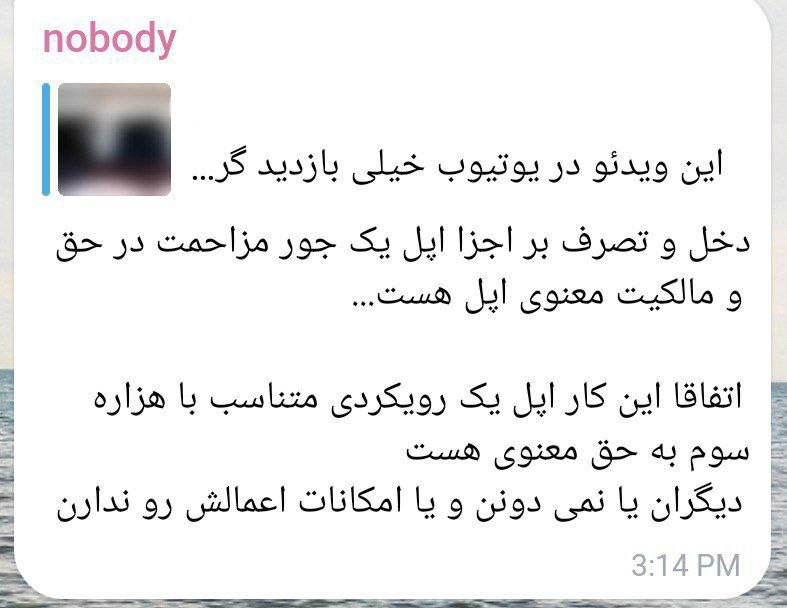 nobody
این ویدئو در یوتیوب خیلی بازدید گر...
دخل و تصرف بر اجزا اپل یک جور مزاحمت در حق
و مالکیت معنوی اپل هست...
اتفاقا این کار اپل یک رویکردی متناسب با هزاره
سوم به حق معنوی هست
دیگران یا نمی دونن و یا امکانات اعمالش رو ندارن
3:14 PM